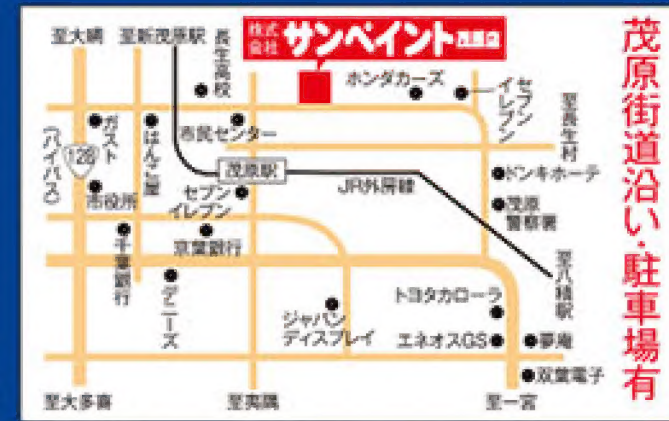 至大網
至新茂原駅
長生高校
株式会社 サンペイント 茂原店
ホンダカーズ
セブンイレブン
至長生村
茂原街道沿い・駐車場有
ガスト
はんこ屋
市民センター
128
(バイパス)
茂原駅
JR外房線
ドンキホーテ
市役所
セブン
イレブン
茂原
警察署
千葉銀行
京葉銀行
デニーズ
至八積駅
トヨタカローラ
ジャパン
ディスプレイ
エネオスGS
夢庵
双葉電子
至大多喜
至夷隅
至一宮